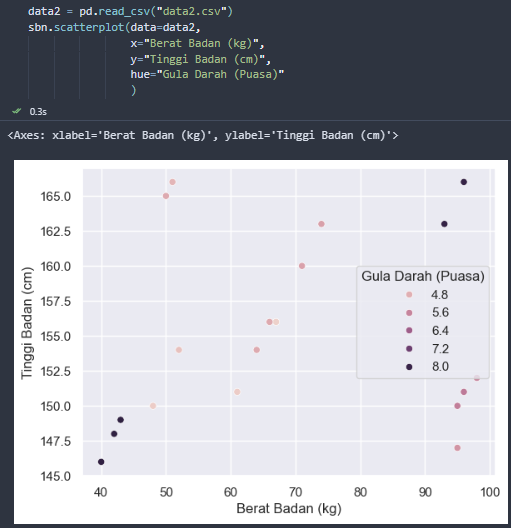 data2 = pd.read_csv("data2.csv")
sbn.scatterplot(data=data2,
x="Berat Badan (kg)",
y="Tinggi Badan (cm)",
hue="Gula Darah (Puasa)"
)
0.3s
<Axes: xlabel='Berat Badan (kg)', ylabel='Tinggi Badan (cm)'>
165.0
162.5
160.0
157.5
155.0
152.5
150.0
147.5
145.0
Tinggi Badan (cm)
Gula Darah (Puasa)
4.8
5.6
6.4
7.2
8.0
40 50 60 70 80 90 100
Berat Badan (kg)